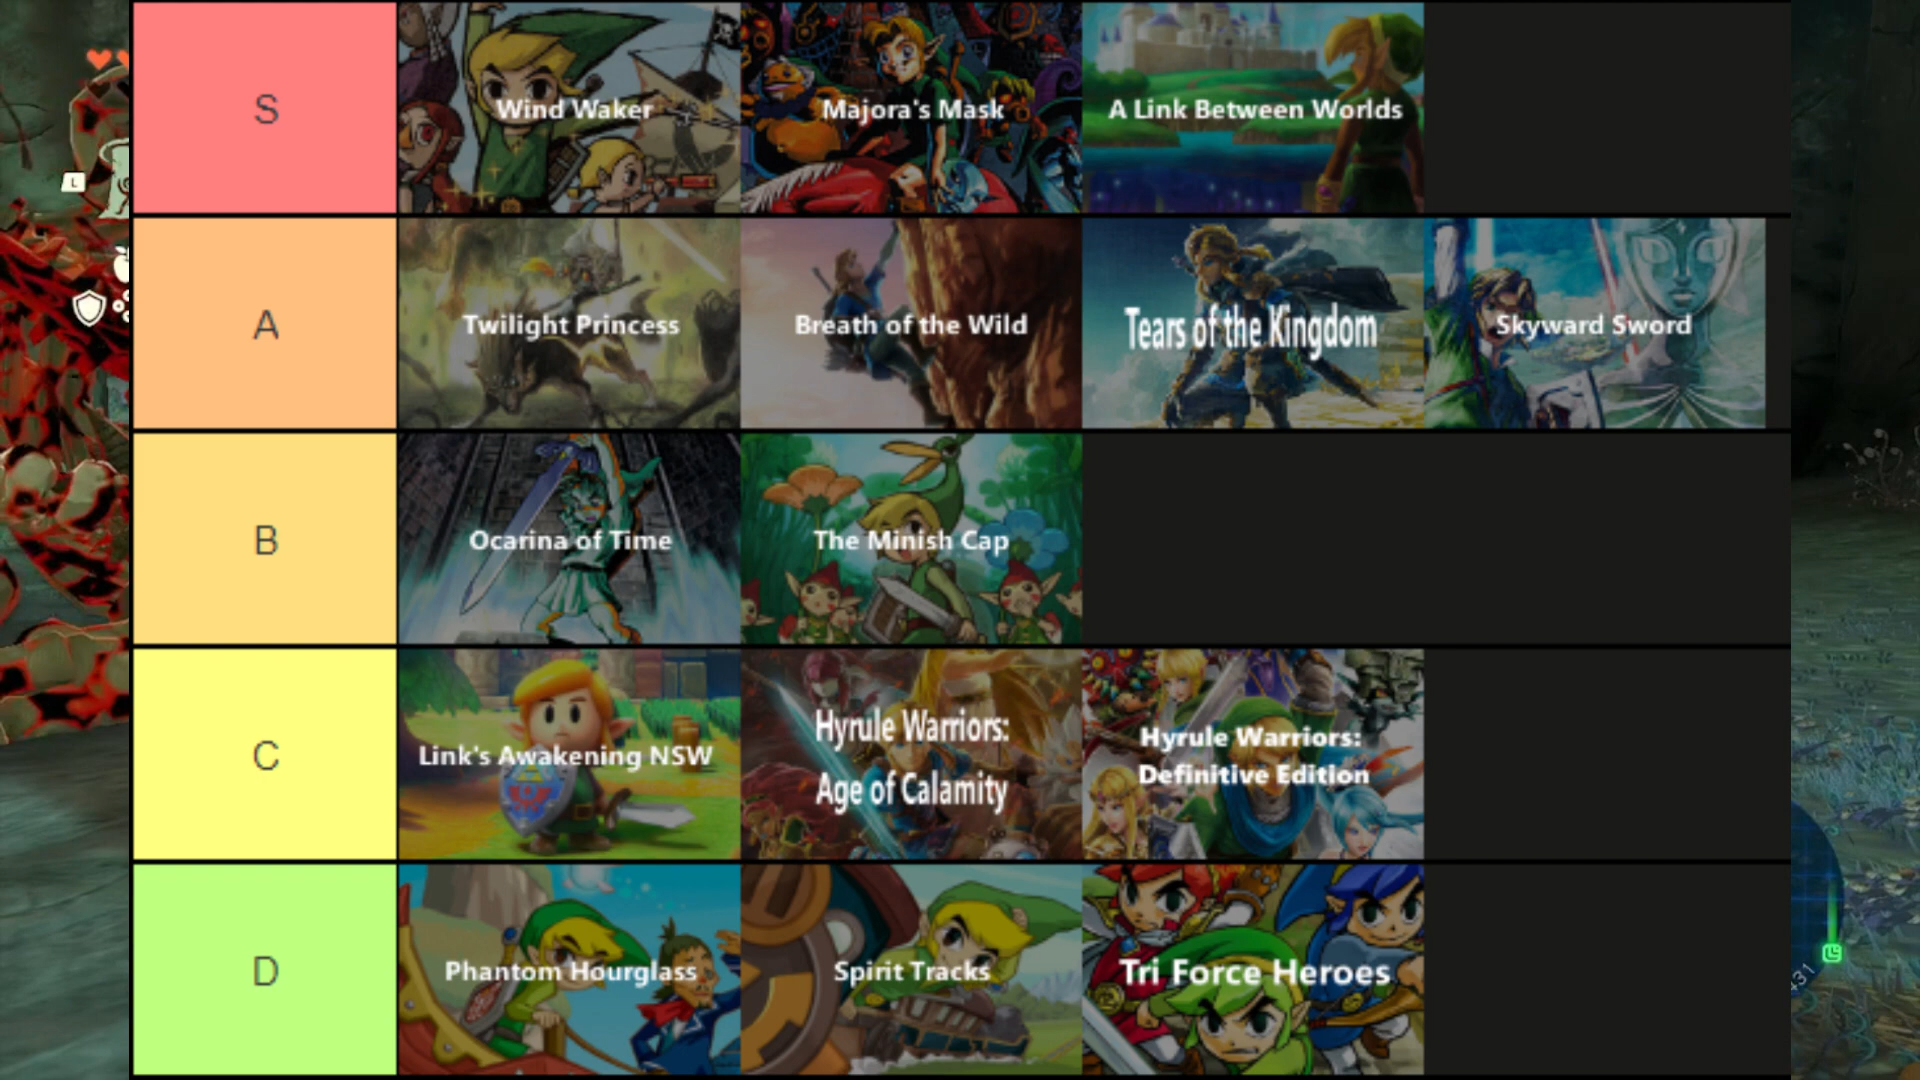 S
Wind Waker
Majora's Mask
A Link Between Worlds
L
A
Twilight Princess
Breath of the Wild
Tears of the Kingdom
Skyward Sword
B
Ocarina of Time
The Minish Cap
C
Link's Awakening NSW
Hyrule Warriors:
Age of Calamity
Hyrule Warriors:
Definitive Edition
D
Phantom Hourglass
Spirit Tracks
Tri Force Heroes
431